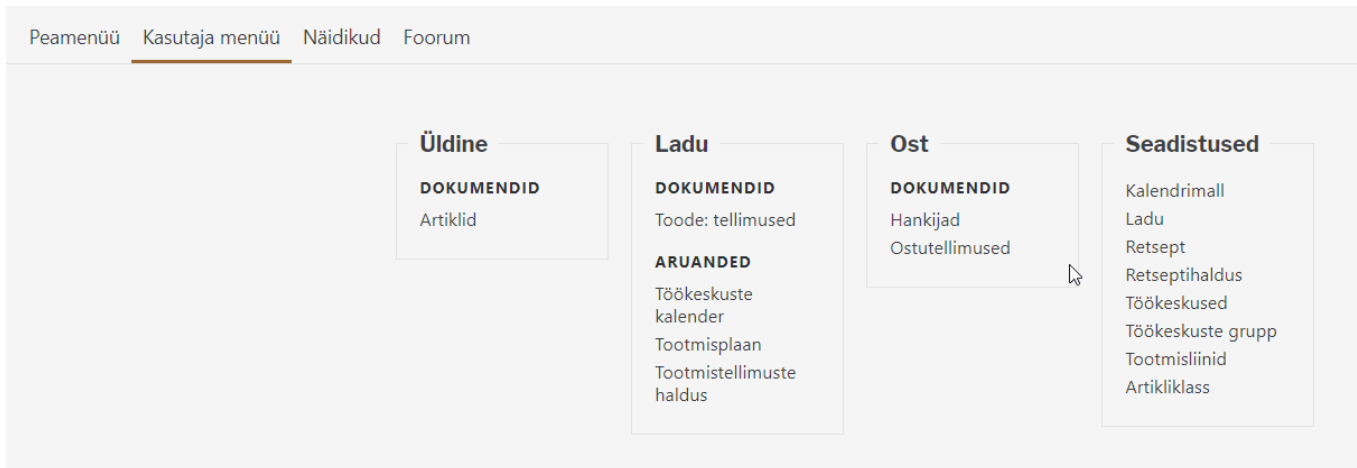 Peamenüü Kasutaja menüü Näidikud Foorum
Üldine
DOKUMENDID
Artiklid
Ladu
DOKUMENDID
Toode: tellimused
ARUANDED
Töökeskuste
kalender
Tootmisplaan
Tootmistellimuste
haldus
Ost
DOKUMENDID
Hankijad
Ostutellimused
Seadistused
Kalendrimall
Ladu
Retsept
Retseptihaldus
Töökeskused
Töökeskuste grupp
Tootmisliinid
Artikliklass